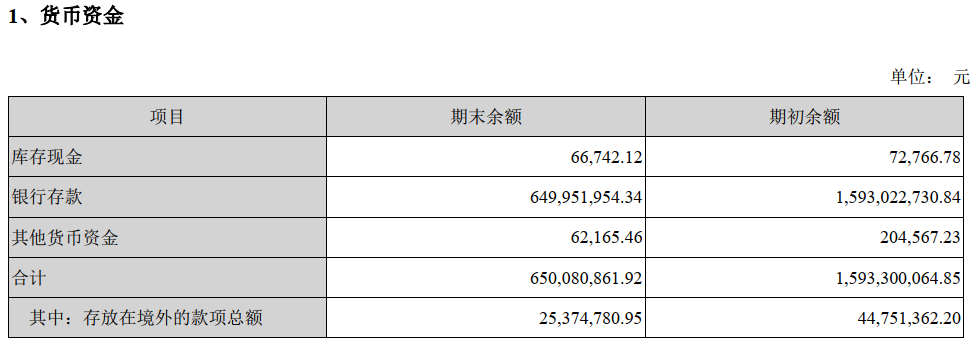 1、货币资金
单位： 元
项目 期末余额 期初余额
库存现金 66,742.12 72,766.78
银行存款 649,951,954.34 1,593,022,730.84
其他货币资金 62,165.46 204,567.23
合计 650,080,861.92 1,593,300,064.85
其中：存放在境外的款项总额 25,374,780.95 44,751,362.20